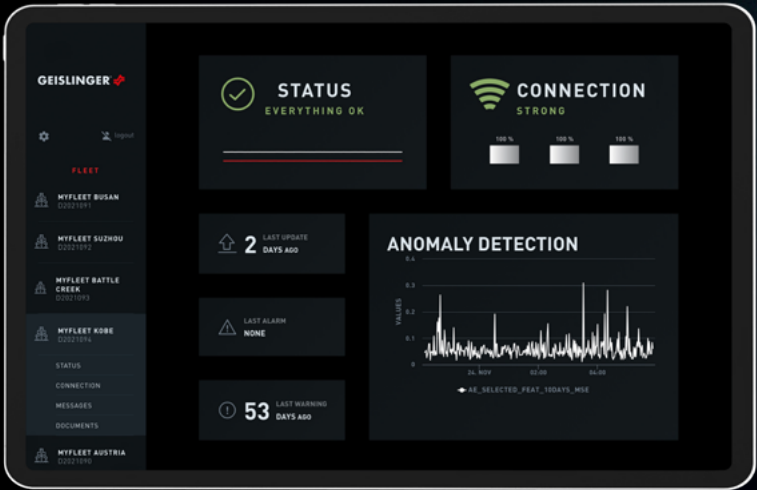 GEISLINGER
logout
FLEET
MYFLEET BUSAN
D2021091
MYFLEET SUZHOU
D2021092
MYFLEET BATTLE
CREEK
D2021093
MYFLEET KOBE
D2021094
STATUS
CONNECTION
MESSAGES
DOCUMENTS
MYFLEET AUSTRIA
D2021090
STATUS
EVERYTHING OK
CONNECTION
STRONG
100 % 100 % 100 %
2 LAST UPDATE
DAYS AGO
LAST ALARM
NONE
53 LAST WARNING
DAYS AGO
ANOMALY DETECTION
VALUES
0.4
0.3
0.2
0.1
0
24. NOV 02:00 04:00
AE_SELECTED_FEAT_10DAYS_MSE